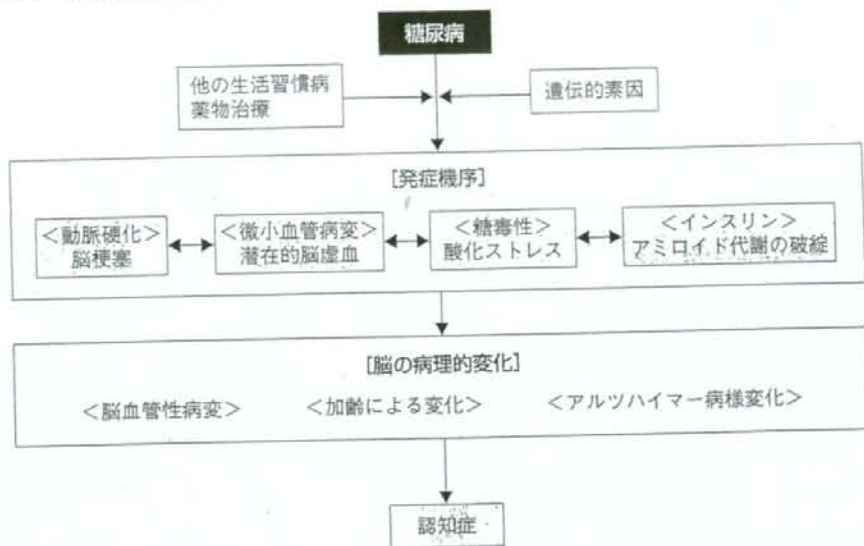 糖尿病
他の生活習慣病
薬物治療
遺伝的素因
[発症機序]
<動脈硬化>
脳梗塞
<微小血管病変>
潜在的脳虚血
<糖毒性>
酸化ストレス
<インスリン>
アミロイド代謝の破綻
[脳の病理的変化]
<脳血管性病変>
<加齢による変化>
<アルツハイマー病様変化>
認知症